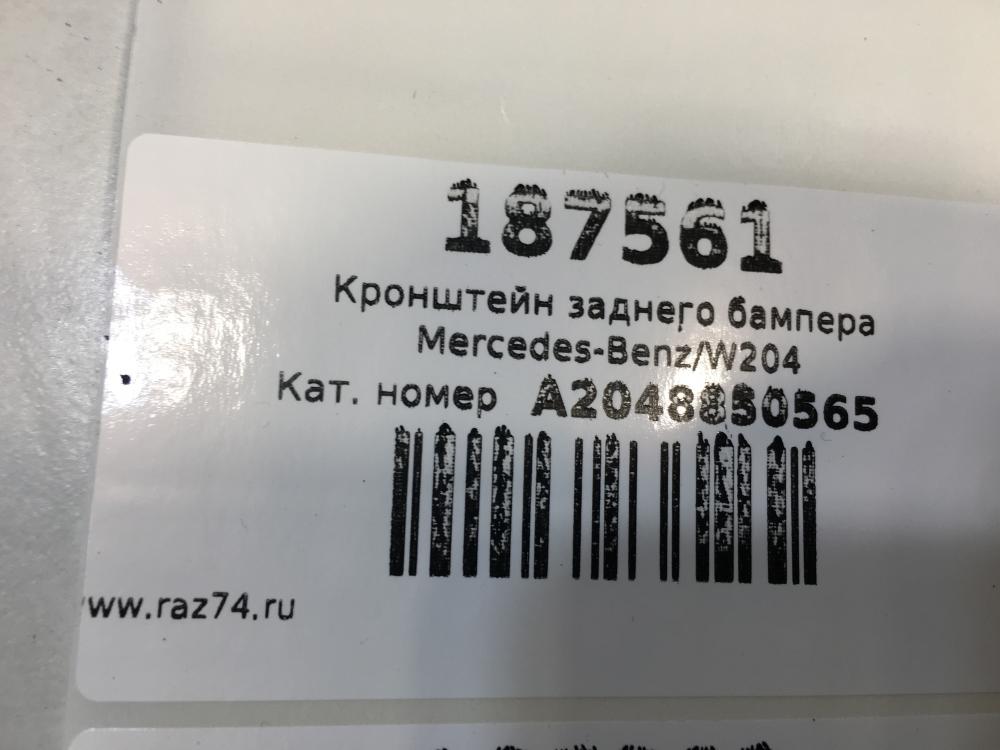 187561
Кронштейн заднего бампера
Mercedes-Benz/W204
Кат. номер A2048850565
www.raz74.ru